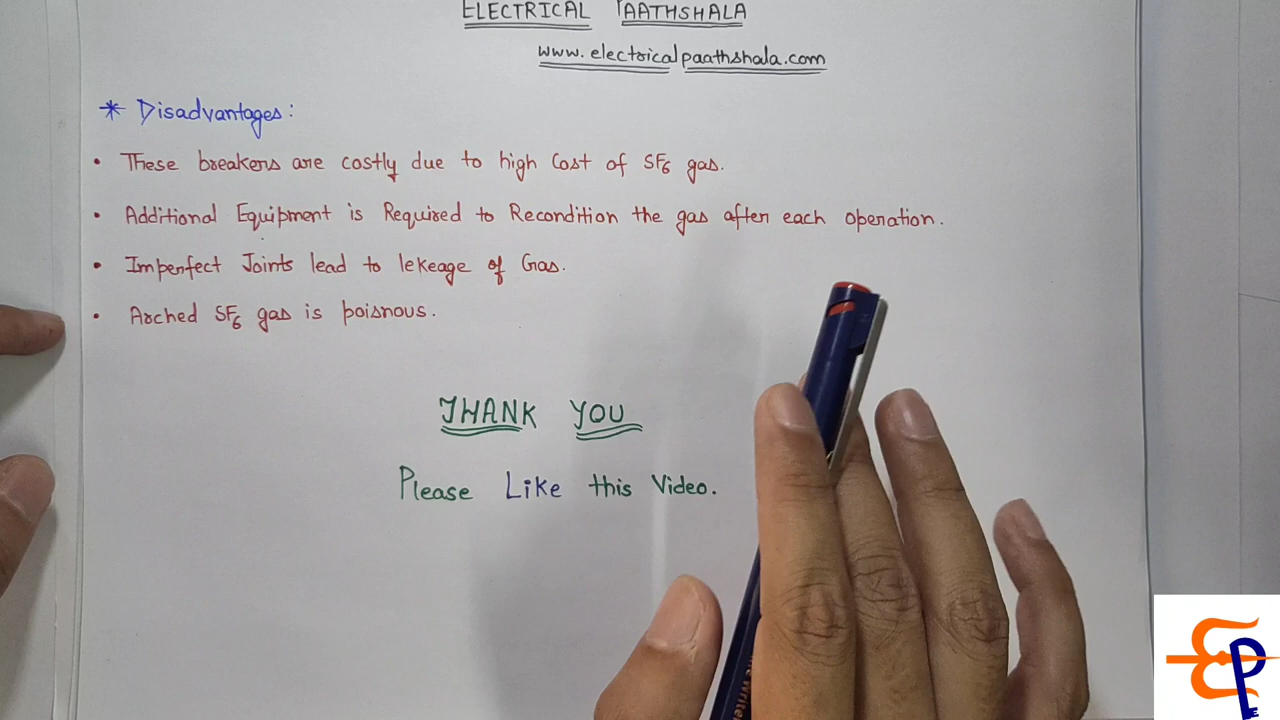 ELECTRICAL PAATHSHALA
www.electricalpaathshala.com
* Disadvantages:
• These breakers are costly due to high Cost of SF6 gas.
• Additional Equipment is Required to Recondition the gas after each operation.
• Imperfect Joints lead to lekeage of Gas.
• Arched SF6 gas is poisnous.
THANK YOU
Please Like this Video.
EP